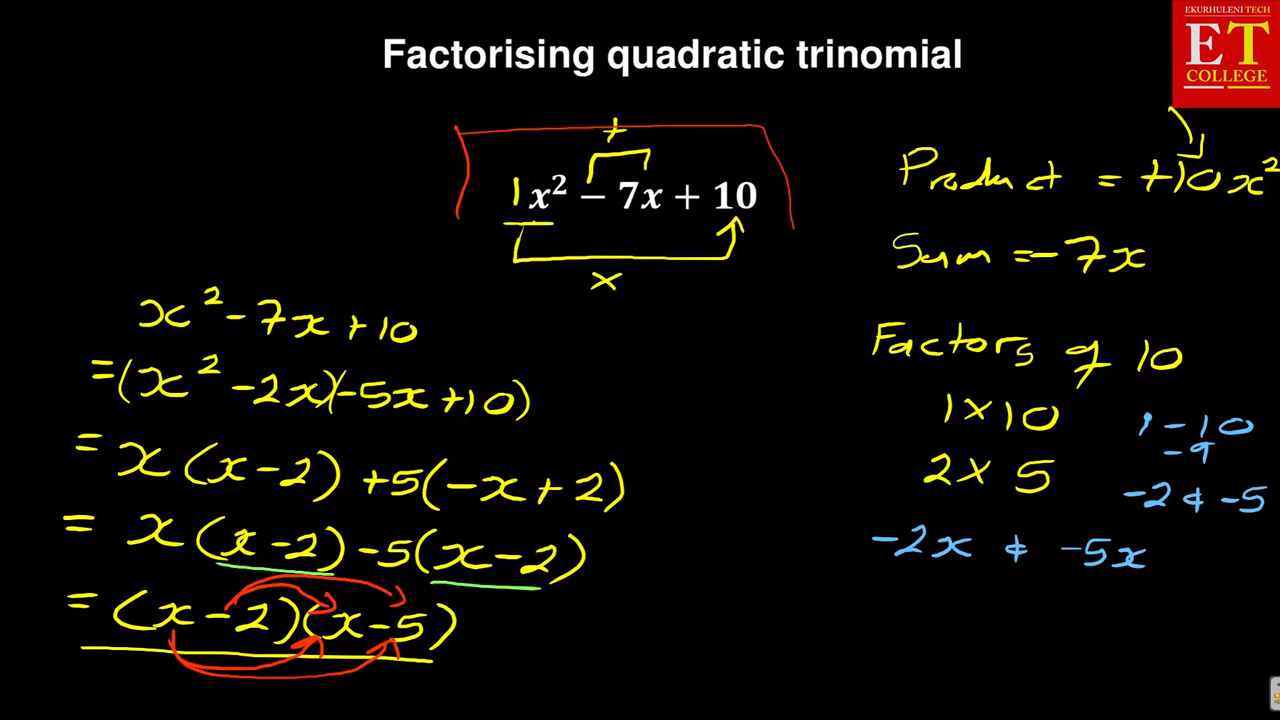 EKURHULENI TECH
ET
COLLEGE
Factorising quadratic trinomial
+
1x² − 7x + 10
x
Product = +10x²
Sum = -7x
Factors of 10
1 x 10
2 x 5
1 - 10
- 9
-2 & -5
-2x & -5x
x² - 7x + 10
= (x² - 2x)(-5x + 10)
= x(x-2) +5(-x+2)
= x(x-2) -5(x-2)
= (x-2)(x-5)